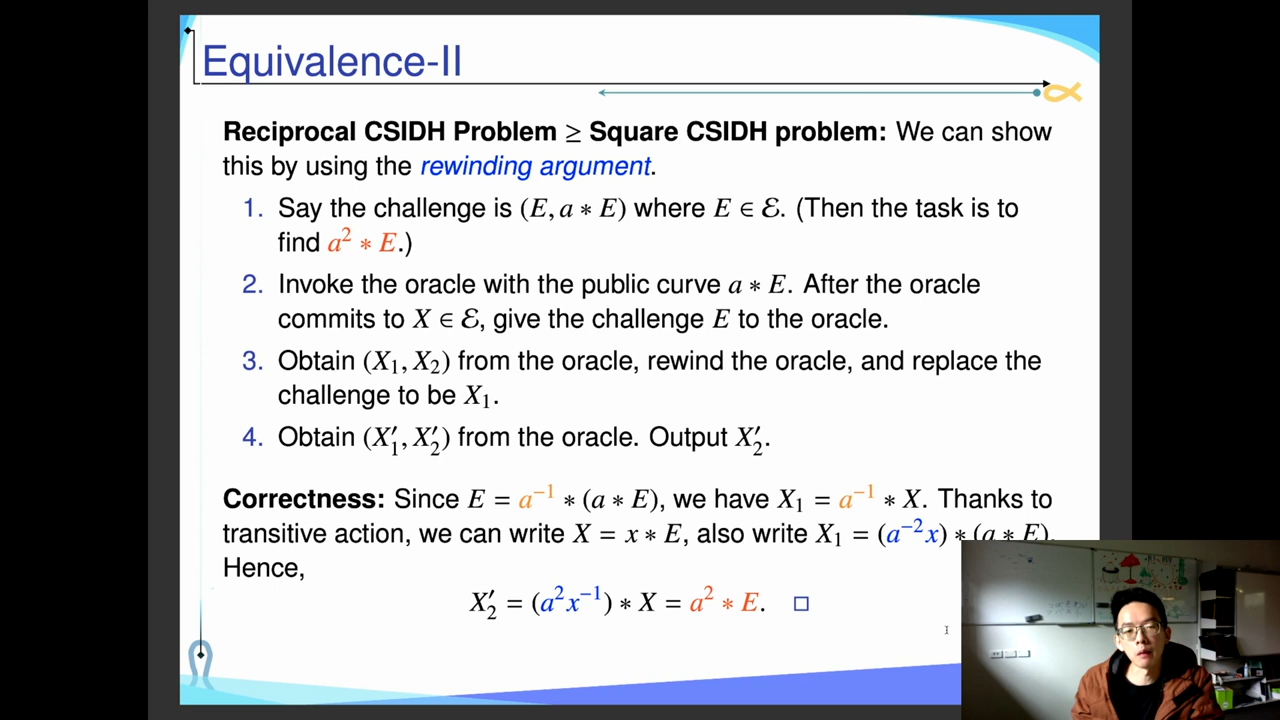 Equivalence-II
Reciprocal CSIDH Problem ≥ Square CSIDH problem: We can show
this by using the rewinding argument.
1. Say the challenge is (E, a ∗ E) where E ∈ ℰ. (Then the task is to
find a² ∗ E.)
2. Invoke the oracle with the public curve a ∗ E. After the oracle
commits to X ∈ ℰ, give the challenge E to the oracle.
3. Obtain (X₁, X₂) from the oracle, rewind the oracle, and replace the
challenge to be X₁.
4. Obtain (X′₁, X′₂) from the oracle. Output X′₂.
Correctness: Since E = a⁻¹ ∗ (a ∗ E), we have X₁ = a⁻¹ ∗ X. Thanks to
transitive action, we can write X = x ∗ E, also write X₁ = (a⁻²x) ∗ (a ∗ E).
Hence,
X′₂ = (a²x⁻¹) ∗ X = a² ∗ E. □